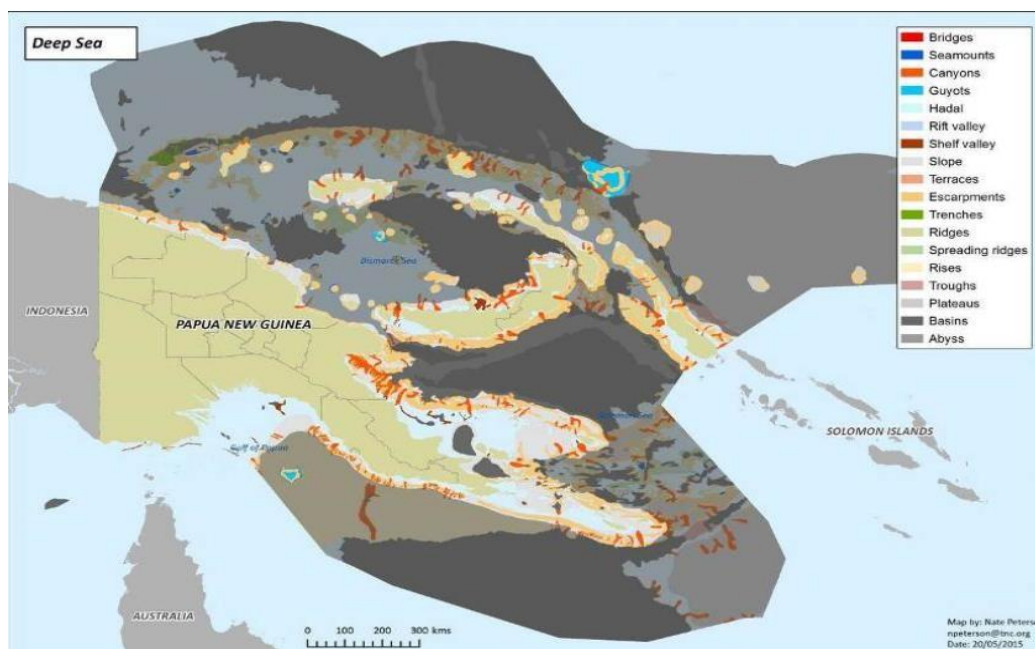 Deep Sea
Bridges
Seamounts
Canyons
Guyots
Hadal
Rift valley
Shelf valley
Slope
Terraces
Escarpments
Trenches
Ridges
Spreading ridges
Rises
Troughs
Plateaus
Basins
Abyss
Bismarck Sea
INDONESIA
PAPUA NEW GUINEA
SOLOMON ISLANDS
Gulf of
AUSTRALIA
0 100 200 300 kms
Map by: Nate Peters
npeterson@tnc.org
Date: 20/05/2015